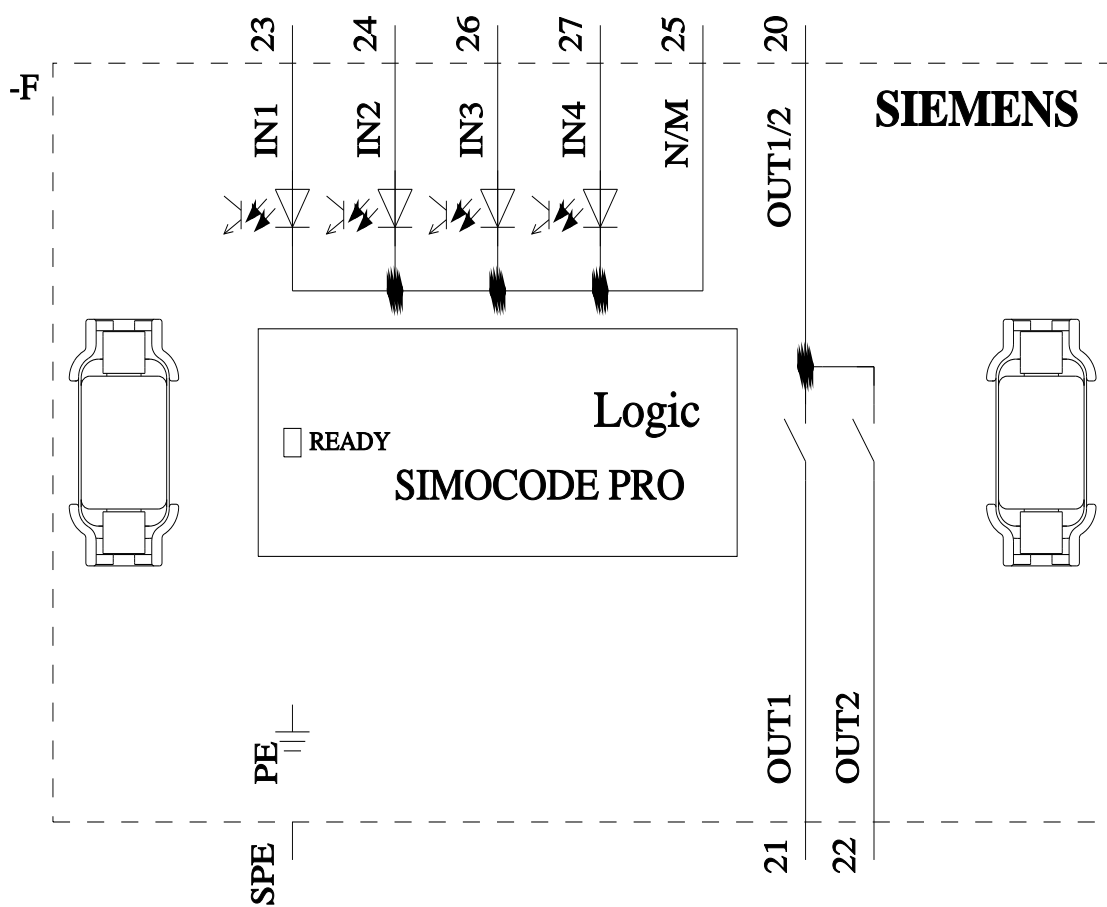 23
24
26
27
25
20
-F
SIEMENS
IN1
IN2
IN3
IN4
N/M
OUT1/2
Logic
READY
SIMOCODE PRO
PE
OUT1
OUT2
SPE
21
22